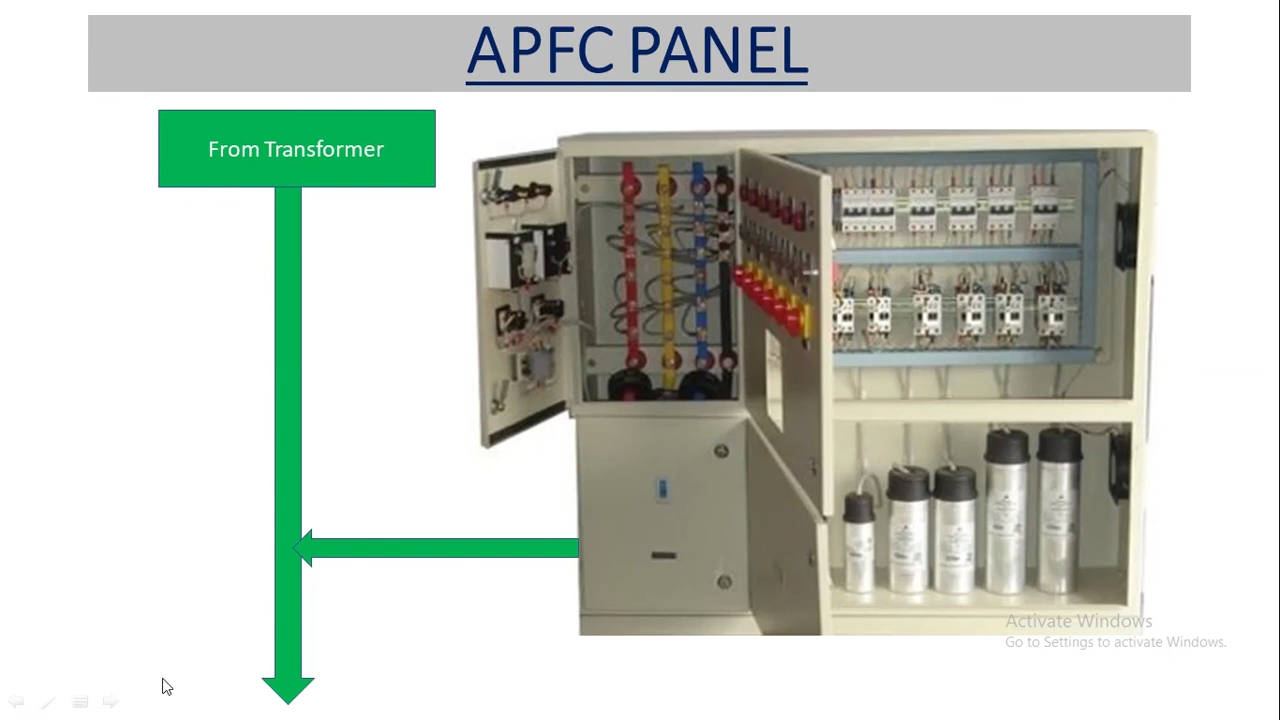 APFC PANEL
From Transformer
Activate Windows
Go to Settings to activate Windows.